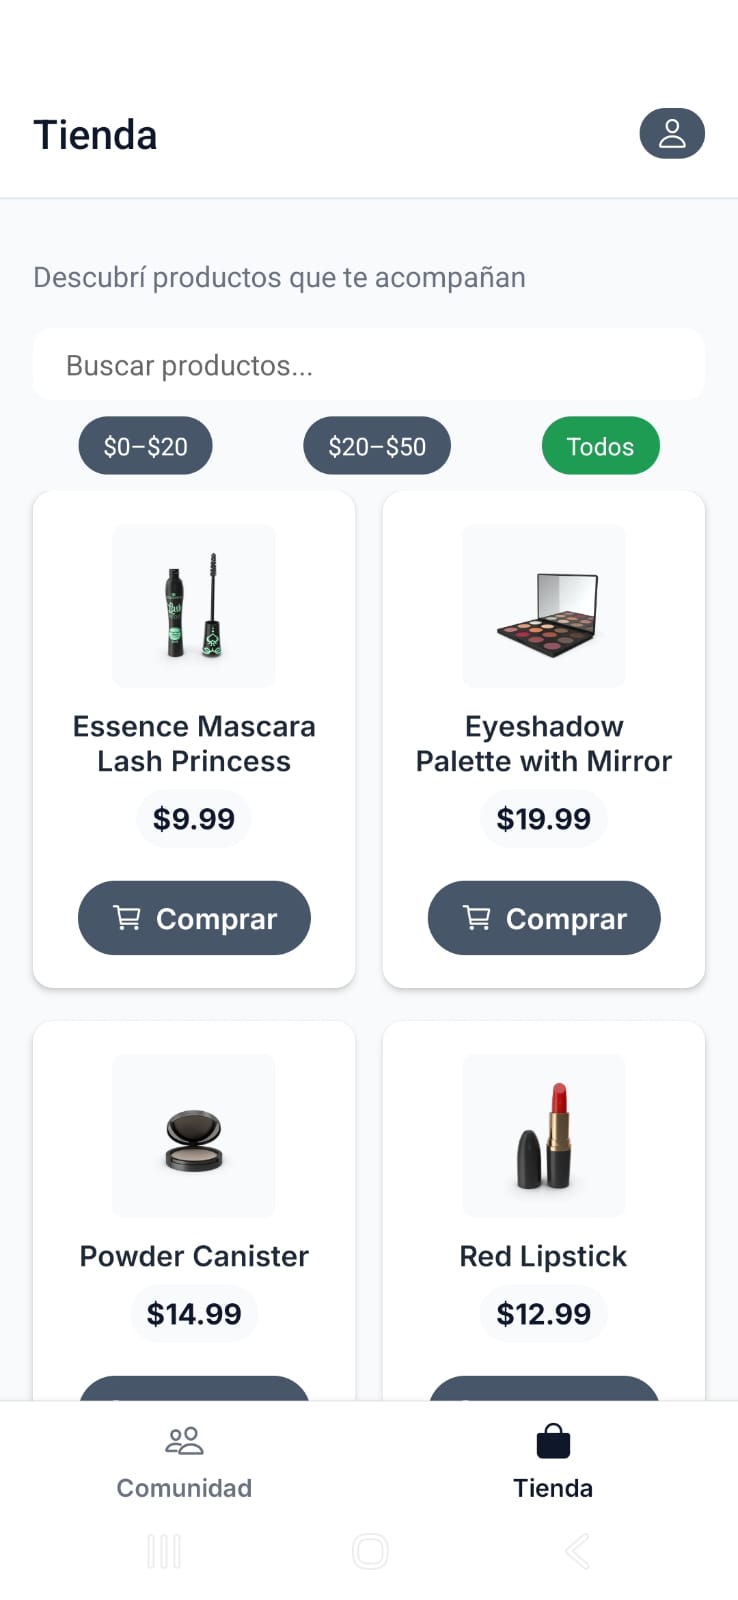 Tienda
Descubrí productos que te acompañan
Buscar productos...
$0–$20
$20–$50
Todos
Essence Mascara
Lash Princess
$9.99
Comprar
Eyeshadow
Palette with Mirror
$19.99
Comprar
Powder Canister
$14.99
Red Lipstick
$12.99
Comunidad
Tienda